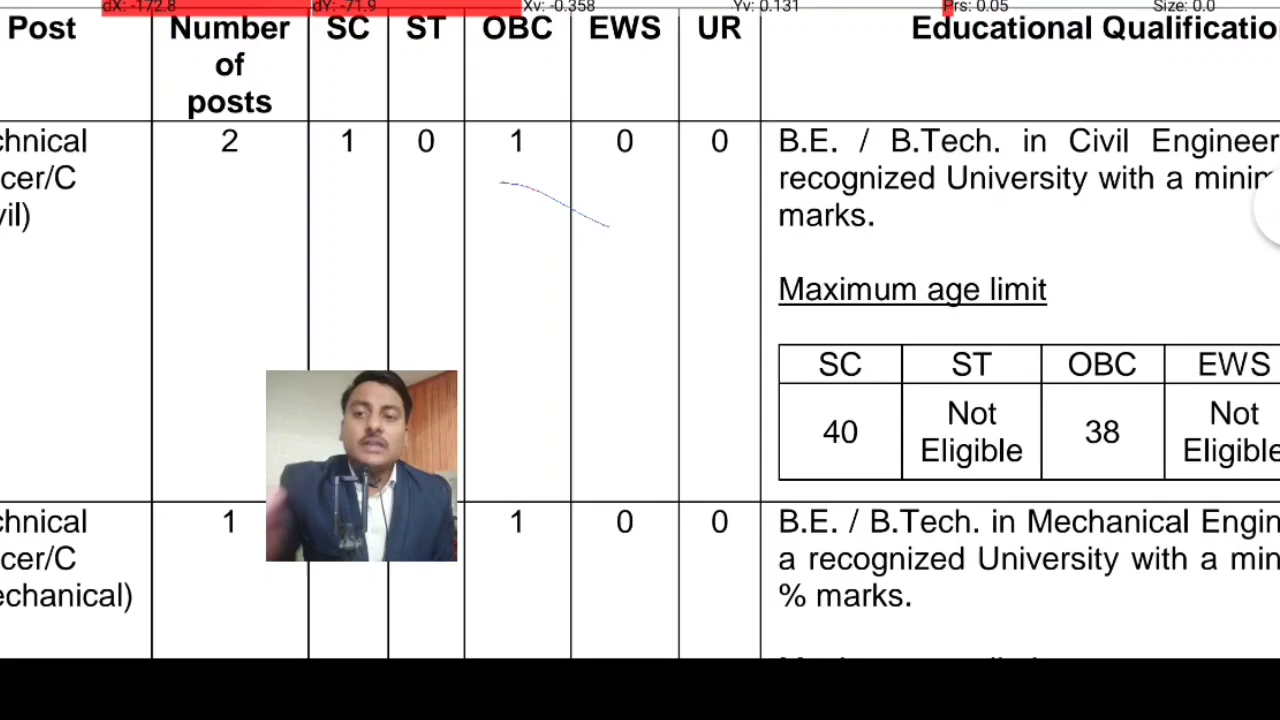 dX: -172.8 dY: -71.9 Xv: -0.358 Yv: 0.131 Prs: 0.05 Size: 0.0
Post Number SC ST OBC EWS UR Educational Qualificatio
of
posts
chnical 2 1 0 1 0 0 B.E. / B.Tech. in Civil Engineer
cer/C recognized University with a minim
vil) marks.
Maximum age limit
SC ST OBC EWS
40 Not 38 Not
Eligible Eligible
chnical 1 1 0 0 B.E. / B.Tech. in Mechanical Engin
cer/C a recognized University with a min
echanical) % marks.